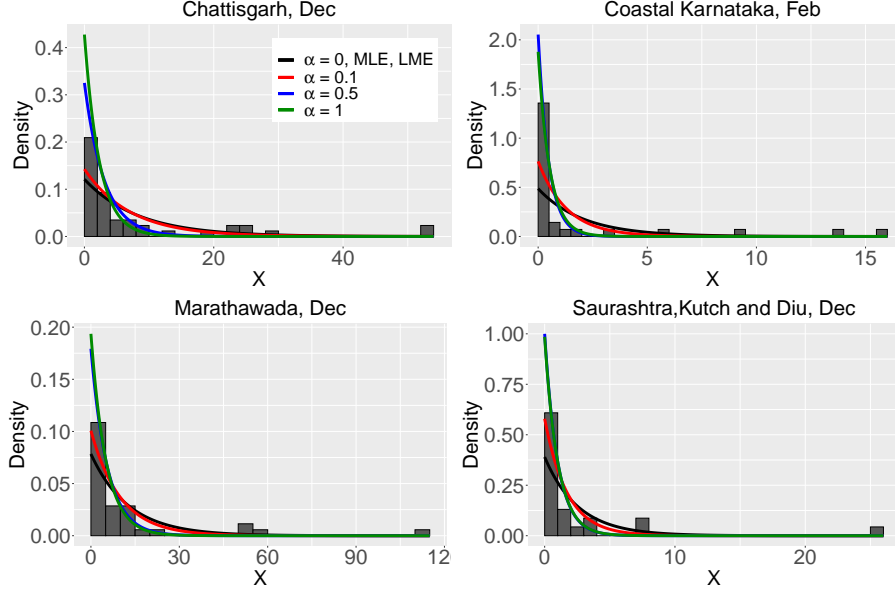 Chattisgarh, Dec
Density
0.4
0.3
0.2
0.1
0.0
α = 0, MLE, LME
α = 0.1
α = 0.5
α = 1
0
20
40
X
Coastal Karnataka, Feb
Density
2.0
1.5
1.0
0.5
0.0
0
5
10
15
X
Marathawada, Dec
Density
0.20
0.15
0.10
0.05
0.00
0
30
60
90
X
Saurashtra,Kutch and Diu, Dec
Density
1.00
0.75
0.50
0.25
0.00
0
10
20
X